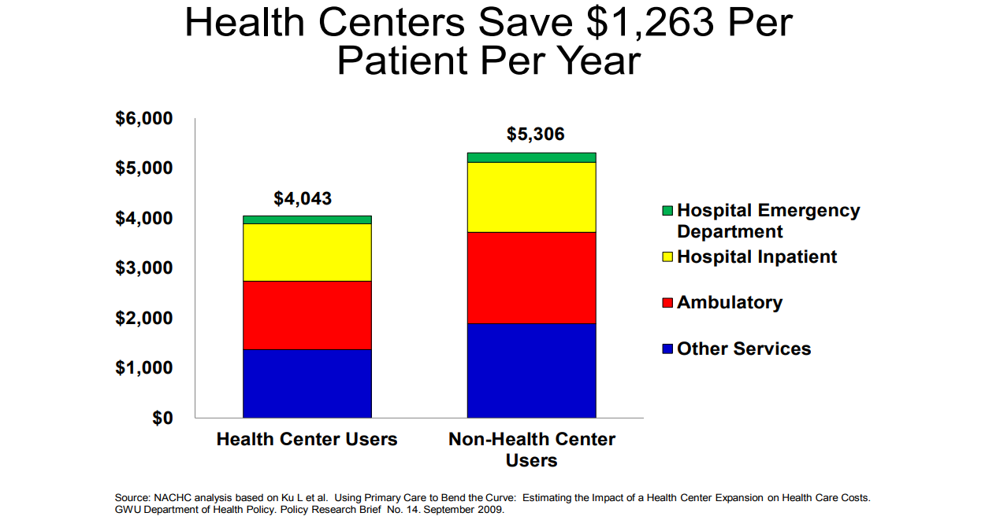 Health Centers Save $1,263 Per
Patient Per Year
$6,000
$5,000
$4,000
$3,000
$2,000
$1,000
$0
$4,043
$5,306
Health Center Users
Non-Health Center
Users
Hospital Emergency
Department
Hospital Inpatient
Ambulatory
Other Services
Source: NACHC analysis based on Ku L et al.  Using Primary Care to Bend the Curve:  Estimating the Impact of a Health Center Expansion on Health Care Costs.
GWU Department of Health Policy. Policy Research Brief  No. 14. September 2009.